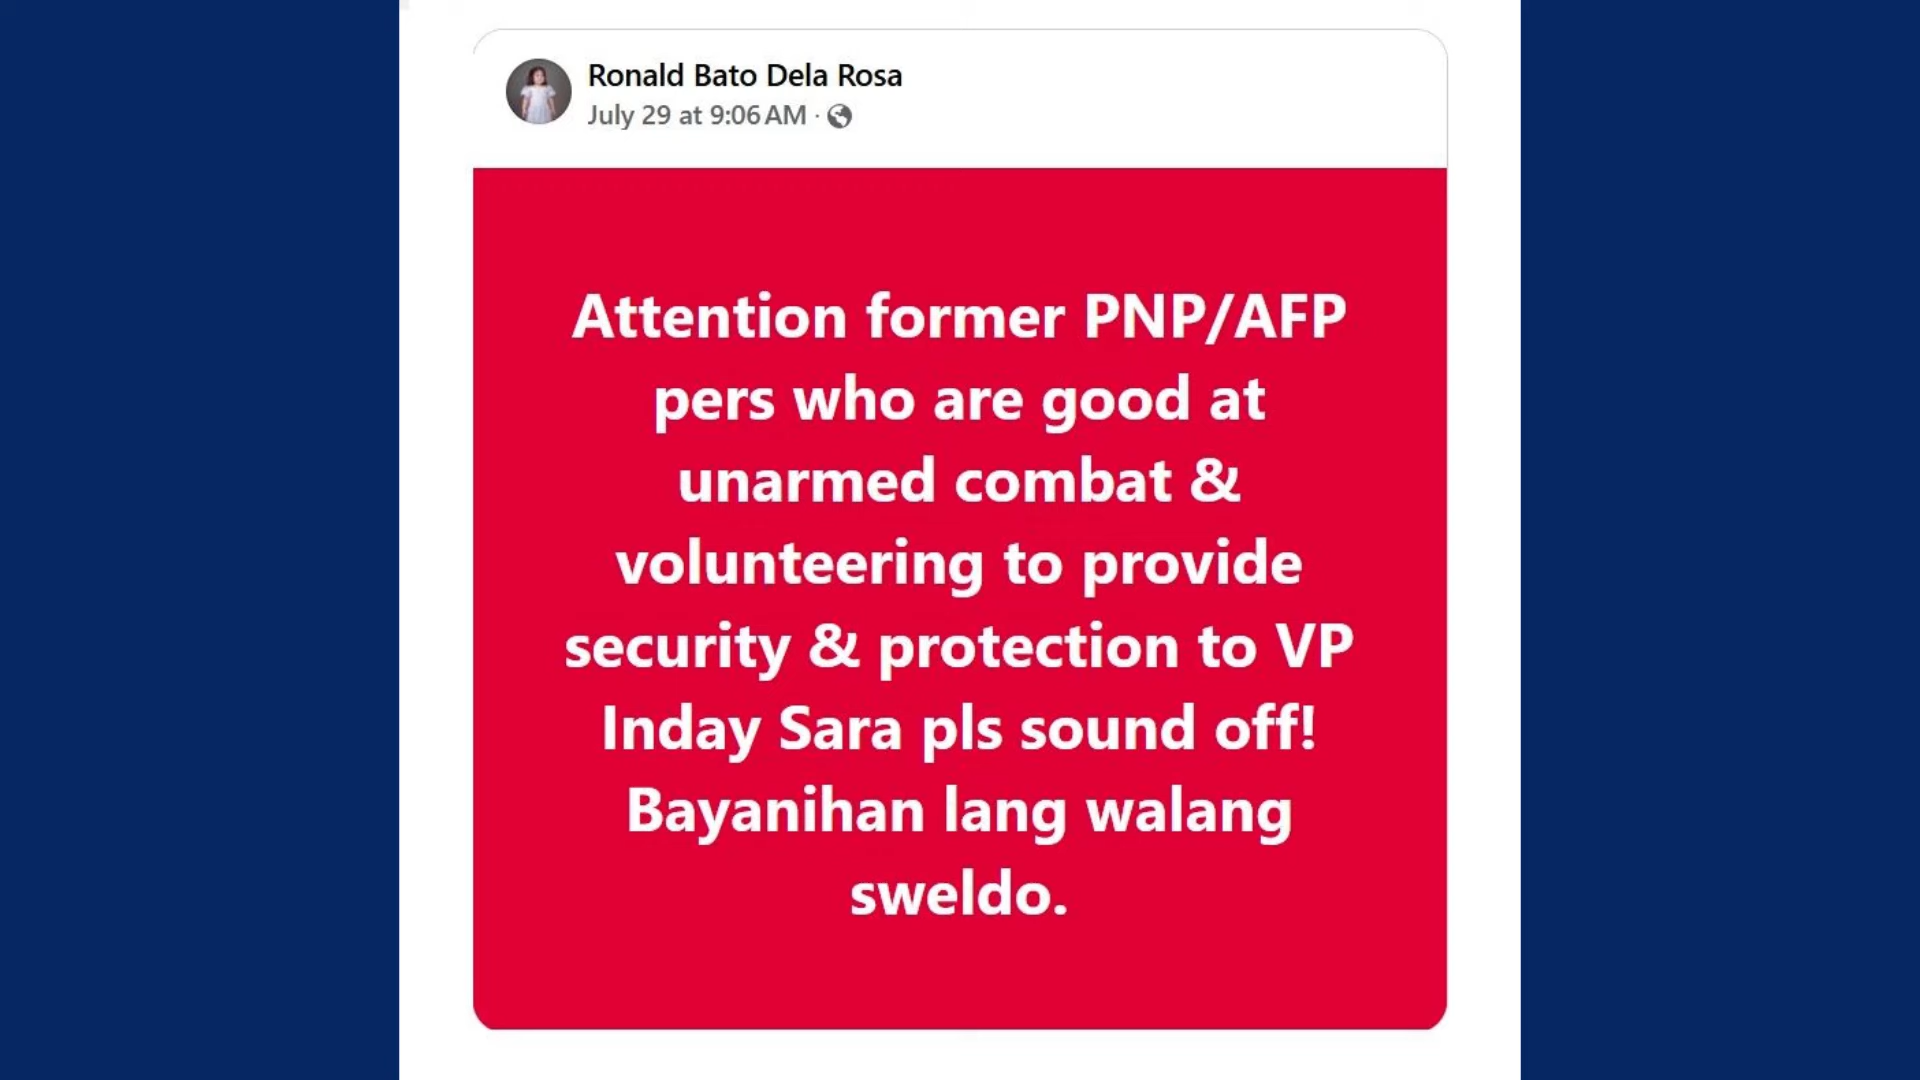 Ronald Bato Dela Rosa
July 29 at 9:06 AM ·
Attention former PNP/AFP
pers who are good at
unarmed combat &
volunteering to provide
security & protection to VP
Inday Sara pls sound off!
Bayanihan lang walang
sweldo.